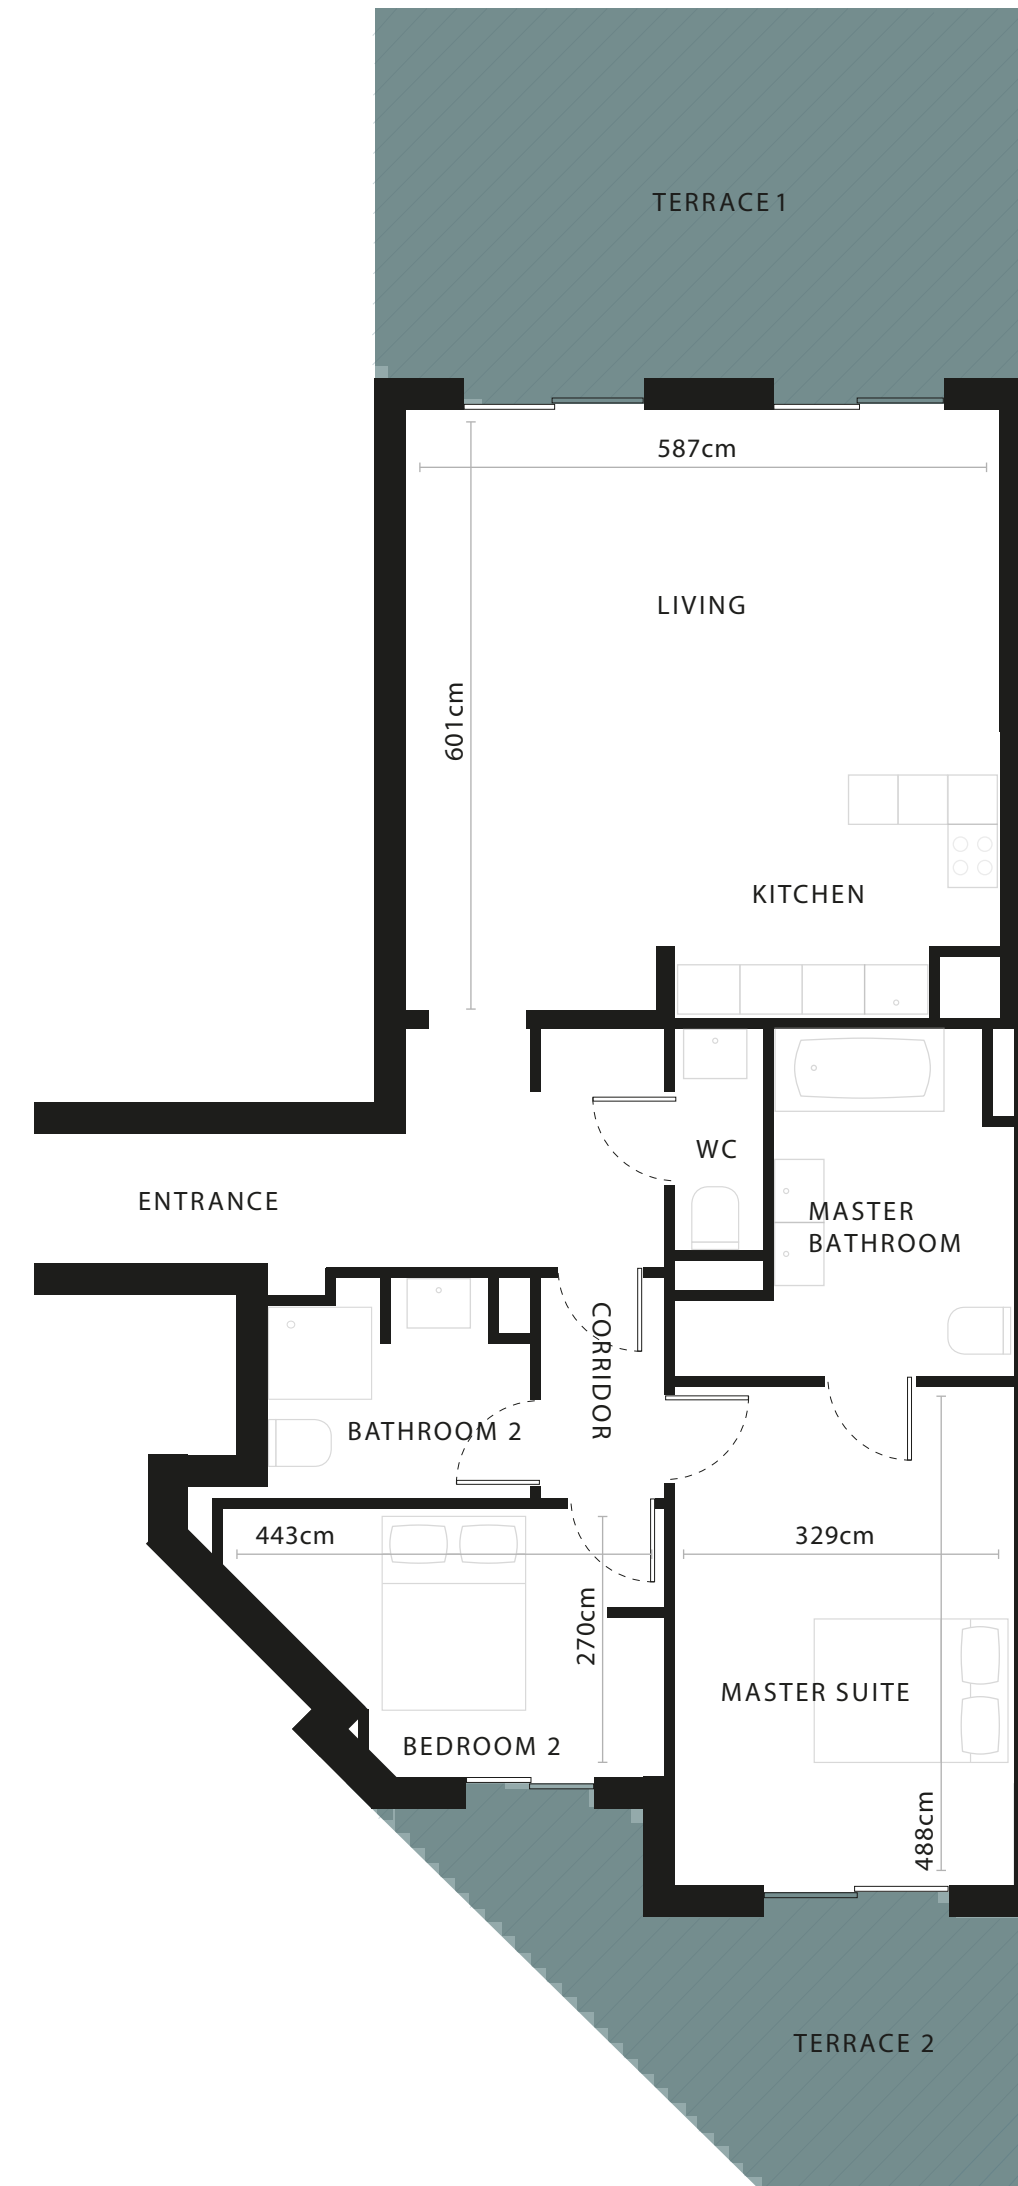 TERRACE 1
587cm
LIVING
601cm
KITCHEN
WC
ENTRANCE
MASTER
BATHROOM
CORRIDOR
BATHROOM 2
443cm
329cm
270cm
MASTER SUITE
BEDROOM 2
488cm
TERRACE 2